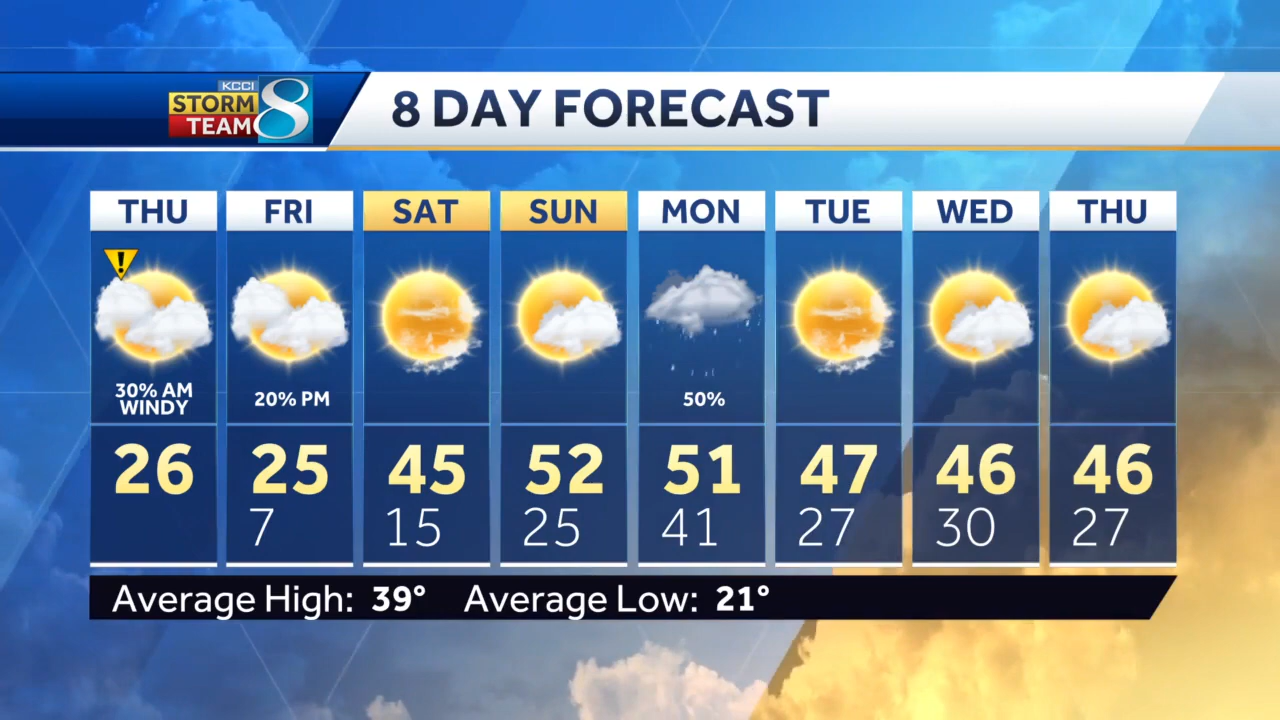 KCCI
STORM
TEAM
8
8 DAY FORECAST
THU FRI SAT SUN MON TUE WED THU
!
30% AM
WINDY
20% PM
50%
26 25 45 52 51 47 46 46
7 15 25 41 27 30 27
Average High: 39° Average Low: 21°